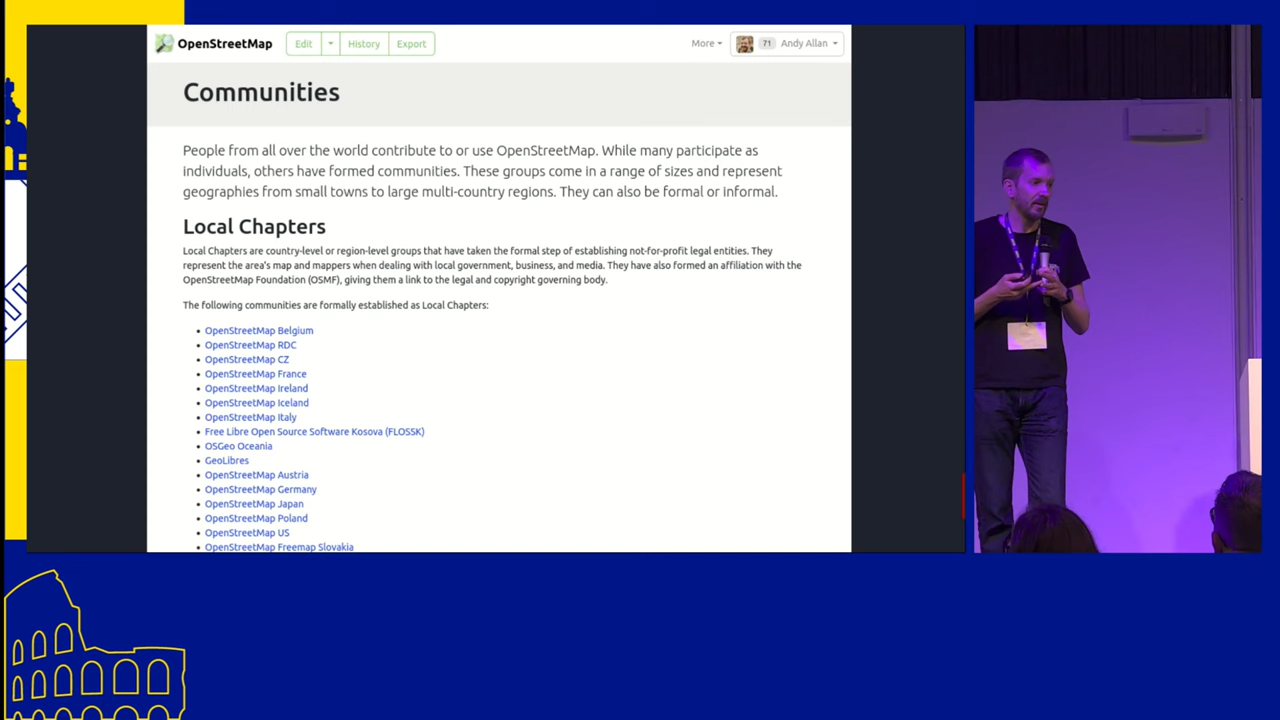 OpenStreetMap
Edit
History
Export
More
71
Andy Allan
Communities
People from all over the world contribute to or use OpenStreetMap. While many participate as
individuals, others have formed communities. These groups come in a range of sizes and represent
geographies from small towns to large multi-country regions. They can also be formal or informal.
Local Chapters
Local Chapters are country-level or region-level groups that have taken the formal step of establishing not-for-profit legal entities. They
represent the area's map and mappers when dealing with local government, business, and media. They have also formed an affiliation with the
OpenStreetMap Foundation (OSMF), giving them a link to the legal and copyright governing body.
The following communities are formally established as Local Chapters:
OpenStreetMap Belgium
OpenStreetMap RDC
OpenStreetMap CZ
OpenStreetMap France
OpenStreetMap Ireland
OpenStreetMap Iceland
OpenStreetMap Italy
Free Libre Open Source Software Kosova (FLOSSK)
OSGeo Oceania
GeoLibres
OpenStreetMap Austria
OpenStreetMap Germany
OpenStreetMap Japan
OpenStreetMap Poland
OpenStreetMap US
OpenStreetMap Freemap Slovakia